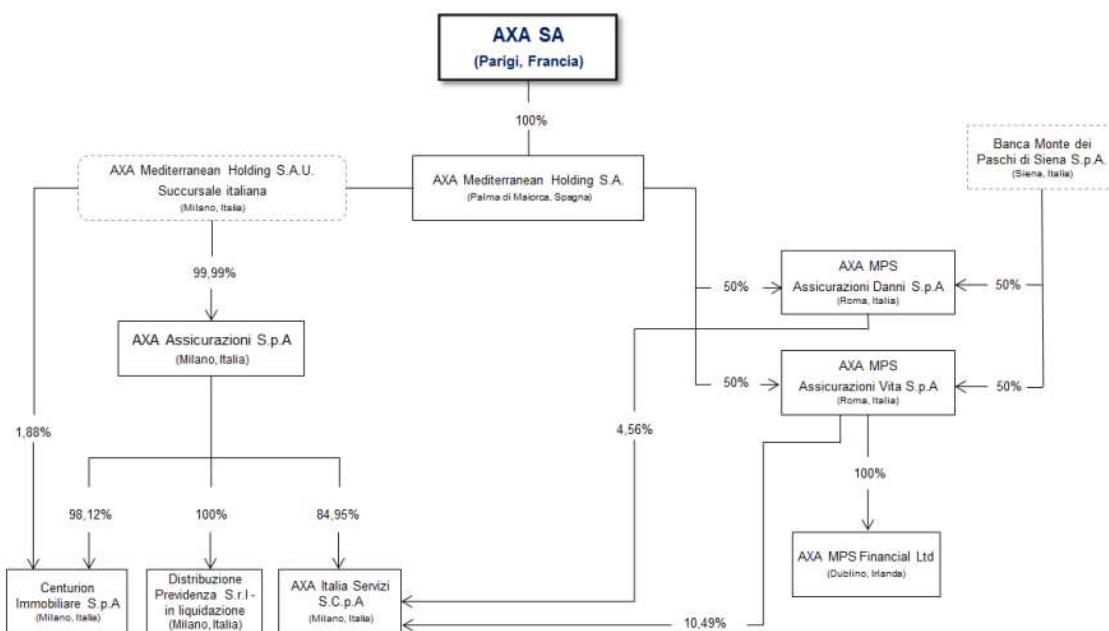 AXA SA
(Parigi, Francia)
100%
AXA Mediterranean Holding S.A.U.
Succursale italiana
(Milano, Italia)
AXA Mediterranean Holding S.A.
(Palma di Maiorca, Spagna)
Banca Monte dei
Paschi di Siena S.p.A.
(Siena, Italia)
99,99%
50%
AXA MPS
Assicurazioni Danni S.p.A
(Roma, Italia)
50%
AXA Assicurazioni S.p.A
(Milano, Italia)
50%
AXA MPS
Assicurazioni Vita S.p.A
(Roma, Italia)
50%
1,88%
4,56%
100%
98,12%
100%
84,95%
AXA MPS Financial Ltd
(Dublino, Irlanda)
Centurion
Immobiliare S.p.A
(Milano, Italia)
Distribuzione
Previdenza S.r.l -
in liquidazione
(Milano, Italia)
AXA Italia Servizi
S.C.p.A
(Milano, Italia)
10,49%